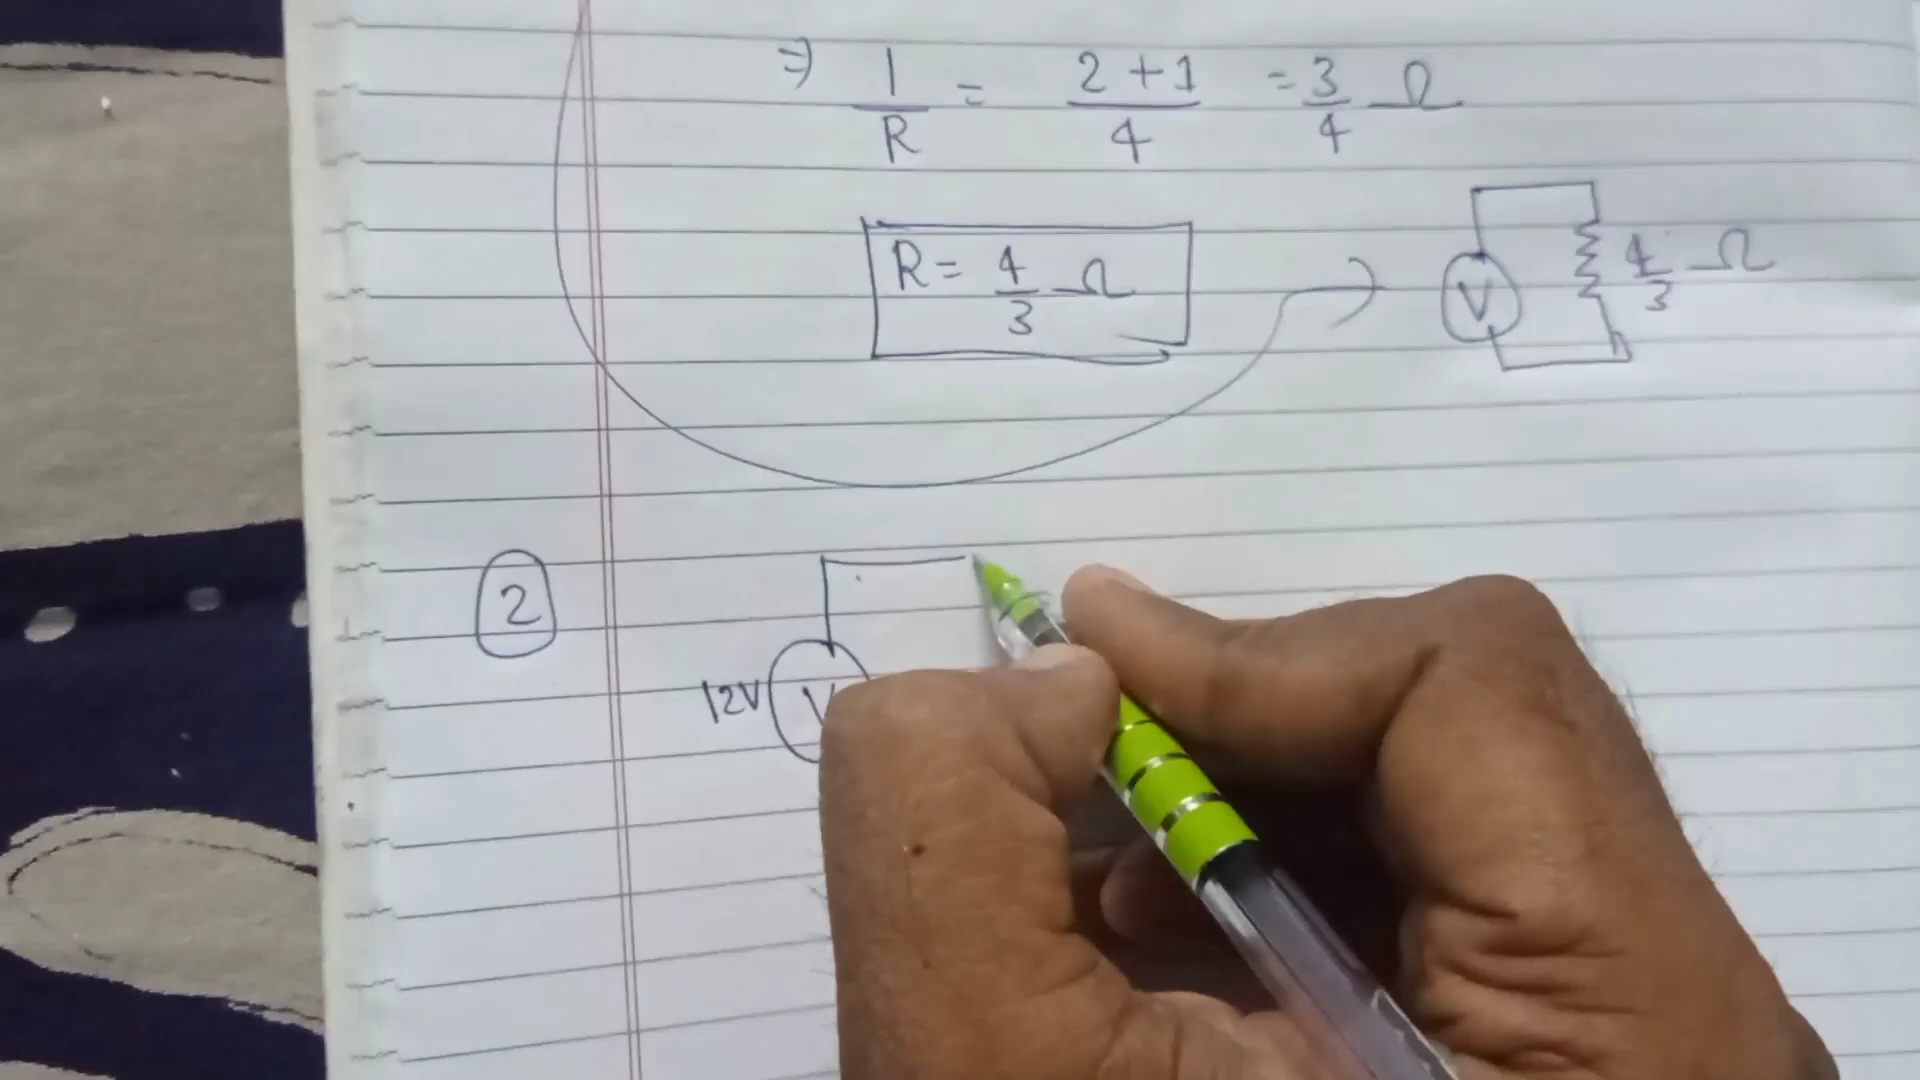 ⇒ 1/R = 2+1/4 = 3/4 Ω
R = 4/3 Ω
V 4/3 Ω
2
12V V